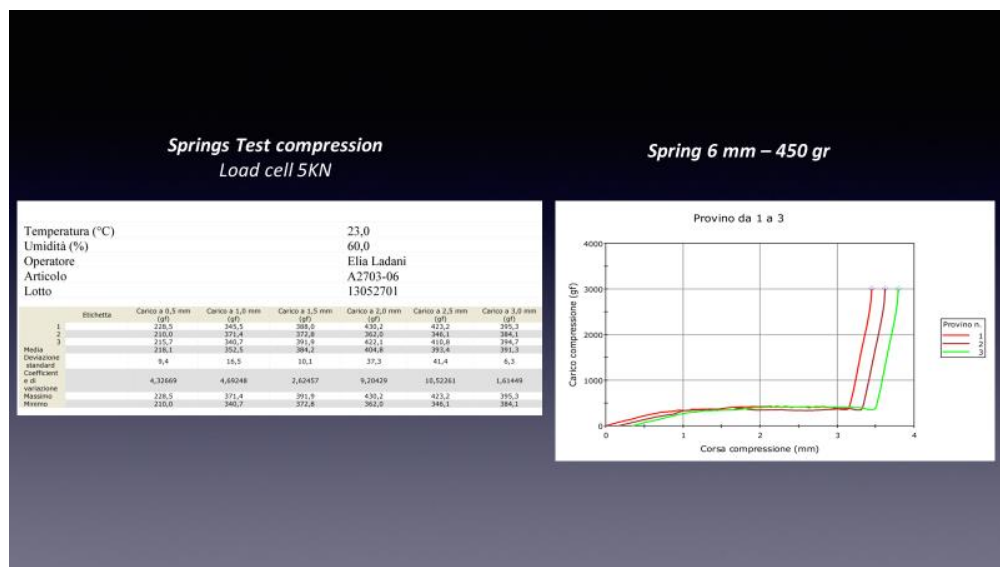 Springs Test compression
Load cell 5KN
Spring 6 mm – 450 gr
Temperatura (°C) 23,0
Umidità (%) 60,0
Operatore Elia Ladani
Articolo A2703-06
Lotto 13052701
Etichetta Carico a 0,5 mm (gf) Carico a 1,0 mm (gf) Carico a 1,5 mm (gf) Carico a 2,0 mm (gf) Carico a 2,5 mm (gf) Carico a 3,0 mm (gf)
1 228,5 345,5 388,0 430,2 423,2 395,3
2 210,0 371,4 372,8 362,0 346,1 384,1
3 215,7 340,7 391,9 422,1 410,8 394,7
Media 218,1 352,5 384,2 404,8 393,4 391,3
Deviazione standard 9,4 16,5 10,1 37,3 41,4 6,3
Coefficient e di variazione 4,32669 4,69248 2,62457 9,20429 10,52261 1,61449
Massimo 228,5 371,4 391,9 430,2 423,2 395,3
Minimo 210,0 340,7 372,8 362,0 346,1 384,1
Provino da 1 a 3
Carico compressione (gf)
4000
3000
2000
1000
0
0 1 2 3 4
Corsa compressione (mm)
Provino n.
1
2
3